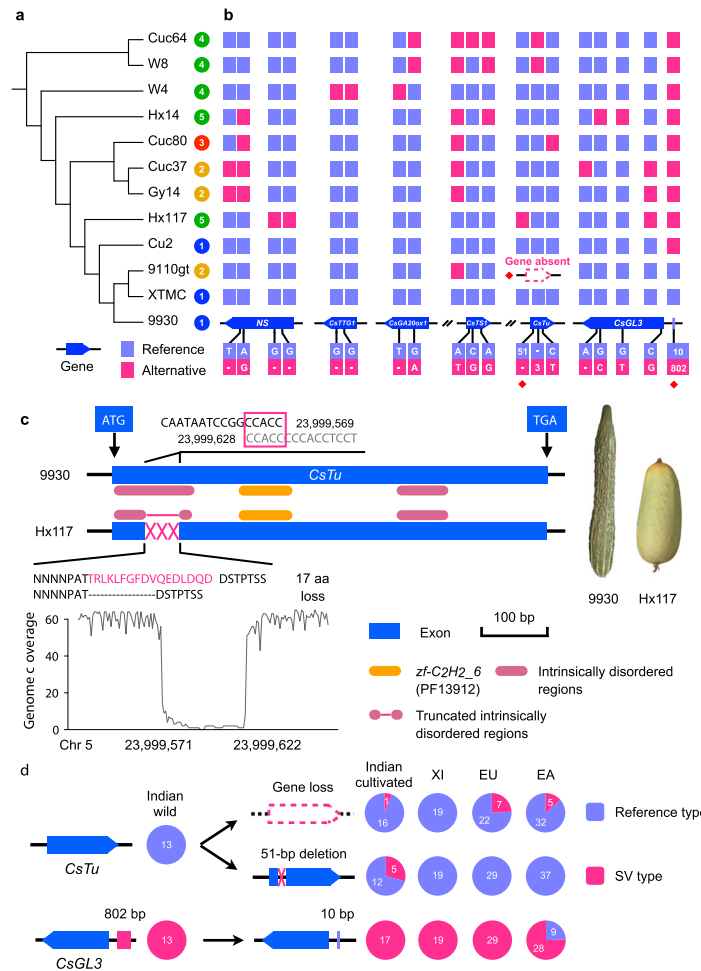 a
b
Cuc64 4
W8 4
W4 4
Hx14 5
Cuc80 3
Cuc37 2
Gy14 2
Hx117 5
Cu2 1
Gene absent
9110gt 2
XTMC 1
9930 1
NS CsTTG1 CsGA20ox1 CsTS1 CsTu CsGL3
Reference T A G G G G T G A C A 51 - C A G G C 10
Alternative - G - - - - - A T G G - 3 T - C T G 802
Gene
c
ATG TGA
CAATAATCCGGCCACC 23,999,569
23,999,628 CCACCCCCACCTCCT
9930 CsTu
Hx117
NNNNPATTRLKLFGFDVQEDLDQD DSTPTSS 17 aa
NNNNPAT-----------------DSTPTSS loss
9930 Hx117
Genome c overage
60
40
20
0
Chr 5 23,999,571 23,999,622
Exon 100 bp
zf-C2H2_6
(PF13912)
Intrinsically disordered
regions
Truncated intrinsically
disordered regions
d
Indian
wild
Gene loss
Indian
cultivated
XI EU EA
1 16 19 7 22 5 32
Reference type
CsTu 13
51-bp deletion
5 12 19 29 37
SV type
802 bp 10 bp
13 17 19 29 9 28
CsGL3